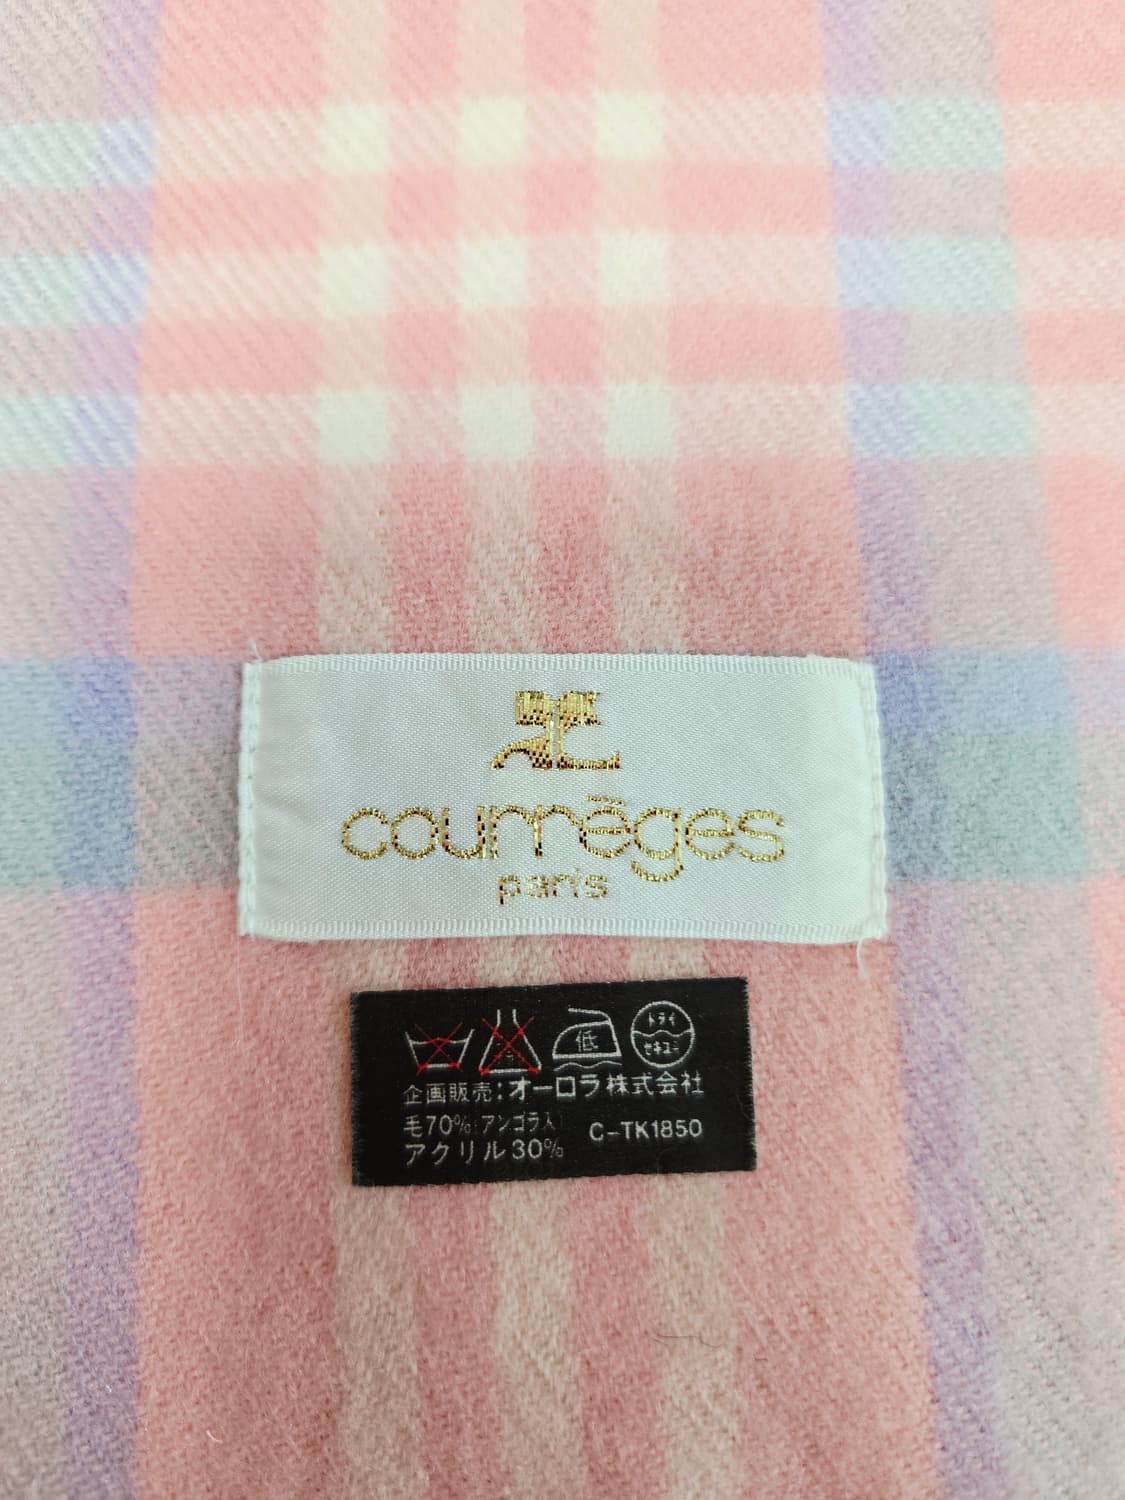 courrèges
paris
低
ドライ
セキユ一
企画販売:オーロラ株式会社
毛70%(アンゴラ入)
C-TK1850
アクリル30%